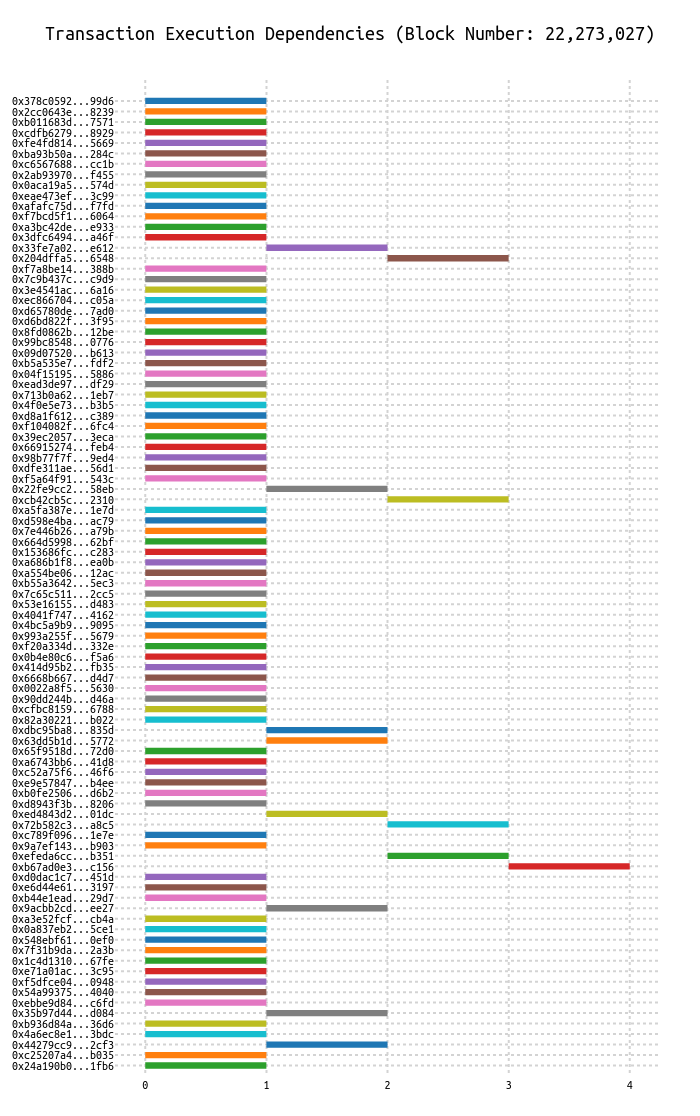 Transaction Execution Dependencies (Block Number: 22,273,027)
0x378c0592...99d6
0x2cc0643e...8239
0xb011683d...7571
0xcdfb6279...8929
0xfe4fd814...5669
0xba93b50a...284c
0xc6567688...cc1b
0x2ab93970...f455
0x0aca19a5...574d
0xeae473ef...3c99
0xafafc75d...f7fd
0xf7bcd5f1...6064
0xa3bc42de...e933
0x3dfc6494...a46f
0x33fe7a02...e612
0x204dffa5...6548
0xf7a8be14...388b
0x7c9b437c...c9d9
0x3e4541ac...6a16
0xec866704...c05a
0xd65780de...7ad0
0xd6bd822f...3f95
0x8fd0862b...12be
0x99bc8548...0776
0x09d07520...b613
0xb5a535e7...fdf2
0x04f15195...5886
0xead3de97...df29
0x713b0a62...1eb7
0x4f0e5e73...b3b5
0xd8a1f612...c389
0xf104082f...6fc4
0x39ec2057...3eca
0x66915274...feb4
0x98b77f7f...9ed4
0xdfe311ae...56d1
0xf5a64f91...543c
0x22fe9cc2...58eb
0xcb42cb5c...2310
0xa5fa387e...1e7d
0xd598e4ba...ac79
0x7e446b26...a79b
0x664d5998...62bf
0x153686fc...c283
0xa686b1f8...ea0b
0xa554be06...12ac
0xb55a3642...5ec3
0x7c65c511...2cc5
0x53e16155...d483
0x4041f747...4162
0x4bc5a9b9...9095
0x993a255f...5679
0xf20a334d...332e
0x0b4e80c6...f5a6
0x414d95b2...fb35
0x6668b667...d4d7
0x0022a8f5...5630
0x90dd244b...d46a
0xcfbc8159...6788
0x82a30221...b022
0xdbc95ba8...835d
0x63dd5b1d...5772
0x65f9518d...72d0
0xa6743bb6...41d8
0xc52a75f6...46f6
0xe9e57847...b4ee
0xb0fe2506...d6b2
0xd8943f3b...8206
0xed4843d2...01dc
0x72b582c3...a8c5
0xc789f096...1e7e
0x9a7ef143...b903
0xefeda6cc...b351
0xb67ad0e3...c156
0xd0dac1c7...451d
0xe6d44e61...3197
0xb44e1ead...29d7
0x9acbb2cd...ee27
0xa3e52fcf...cb4a
0x0a837eb2...5ce1
0x548ebf61...0ef0
0x7f31b9da...2a3b
0x1c4d1310...67fe
0xe71a01ac...3c95
0xf5dfce04...0948
0x54a99375...4040
0xebbe9d84...c6fd
0x35b97d44...d084
0xb936d84a...36d6
0x4a6ec8e1...3bdc
0x44279cc9...2cf3
0xc25207a4...b035
0x24a190b0...1fb6
0 1 2 3 4